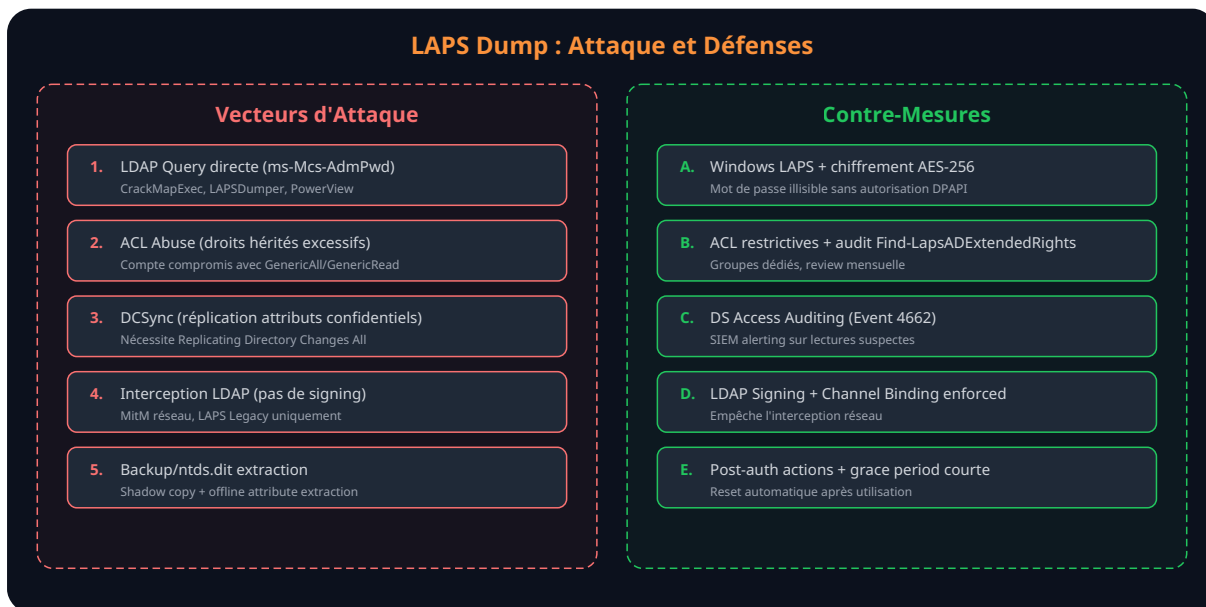 LAPS Dump : Attaque et Défenses
Vecteurs d'Attaque
1. LDAP Query directe (ms-Mcs-AdmPwd)
CrackMapExec, LAPSDumper, PowerView
2. ACL Abuse (droits hérités excessifs)
Compte compromis avec GenericAll/GenericRead
3. DCSync (réplication attributs confidentiels)
Nécessite Replicating Directory Changes All
4. Interception LDAP (pas de signing)
MitM réseau, LAPS Legacy uniquement
5. Backup/ntds.dit extraction
Shadow copy + offline attribute extraction
Contre-Mesures
A. Windows LAPS + chiffrement AES-256
Mot de passe illisible sans autorisation DPAPI
B. ACL restrictives + audit Find-LapsADExtendedRights
Groupes dédiés, review mensuelle
C. DS Access Auditing (Event 4662)
SIEM alerting sur lectures suspectes
D. LDAP Signing + Channel Binding enforced
Empêche l'interception réseau
E. Post-auth actions + grace period courte
Reset automatique après utilisation